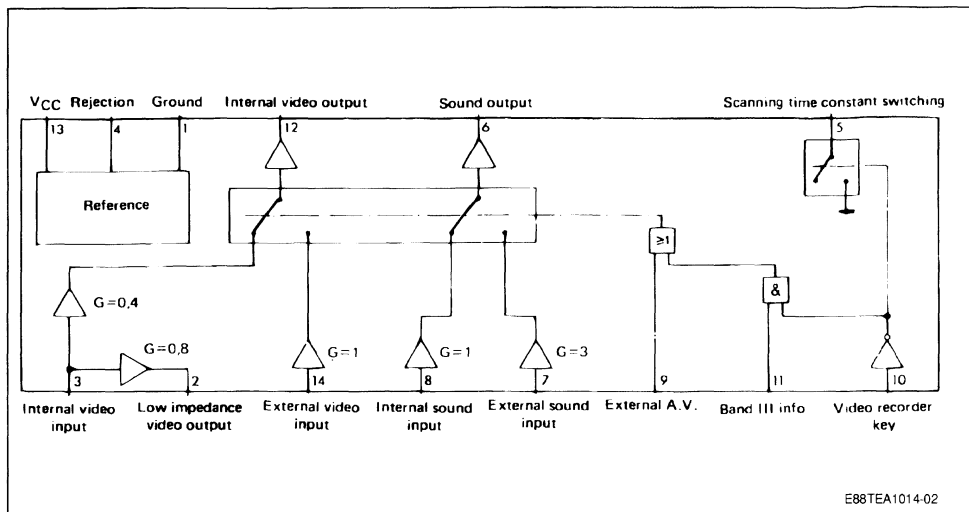 VCC Rejection Ground Internal video output Sound output Scanning time constant switching
13 4 1 12 6 5
Reference
≥1
&
G=0,4
G=0,8
G=1 G=1 G=3
3 2 14 8 7 9 11 10
Internal video input
Low impedance video output
External video input
Internal sound input
External sound input
External A.V.
Band III info
Video recorder key
E88TEA1014-02